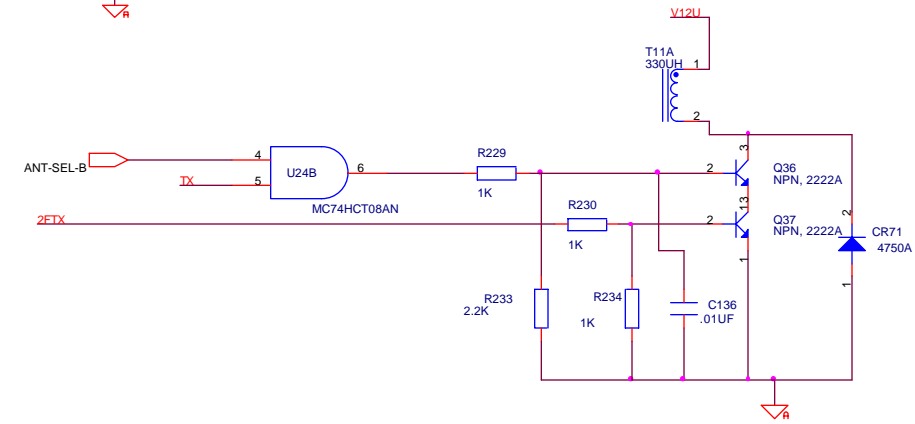 A
V12U
T11A
330UH
1
2
ANT-SEL-B
4
TX
5
U24B
6
MC74HCT08AN
R229
1K
2
3
Q36
NPN, 2222A
13
2FTX
R230
1K
2
Q37
NPN, 2222A
1
2
CR71
4750A
1
R233
2.2K
R234
1K
C136
.01UF
A